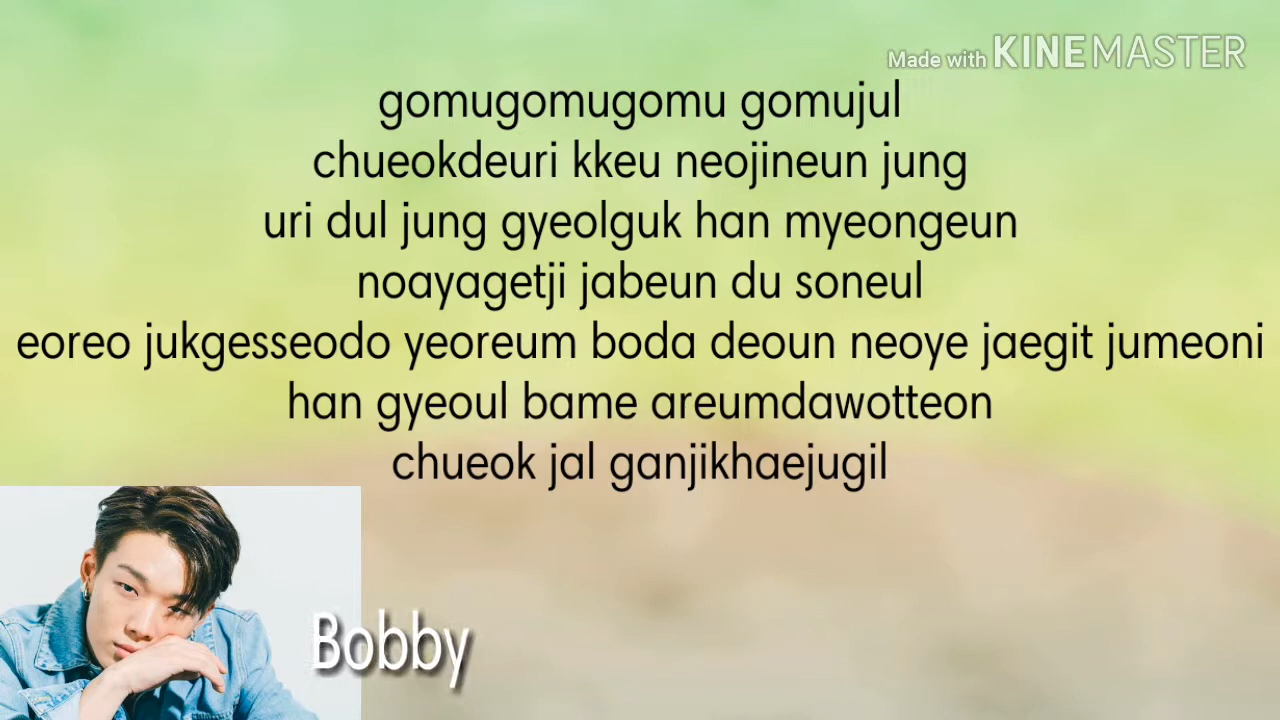 Made with KINEMASTER
gomugomugomu gomujul
chueokdeuri kkeu neojineun jung
uri dul jung gyeolguk han myeongeun
noayagetji jabeun du soneul
eoreo jukgesseodo yeoreum boda deoun neoye jaegit jumeoni
han gyeoul bame areumdawotteon
chueok jal ganjikhaejugil
Bobby